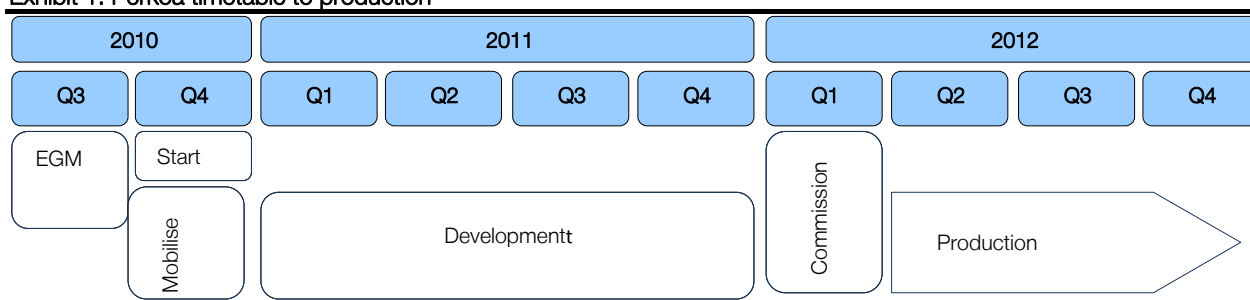 Exhibit 1: Perkoa timetable to production
2010 2011 2012
Q3 Q4 Q1 Q2 Q3 Q4 Q1 Q2 Q3 Q4
EGM Start
Mobilise
Developmentt
Commission
Production